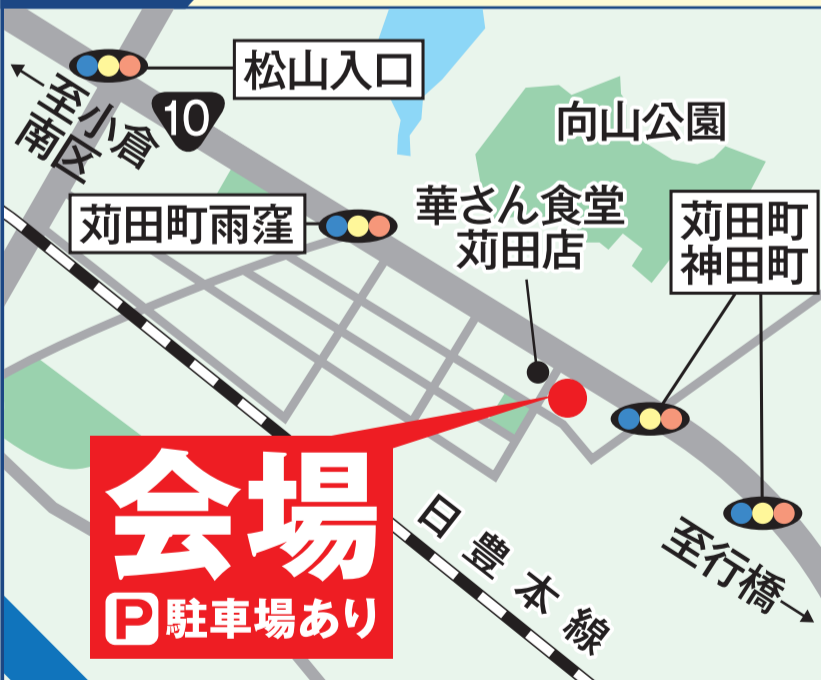 松山入口
←至小倉
南区
10
向山公園
苅田町雨窪
華さん食堂
苅田店
苅田町
神田町
会場
P駐車場あり
日豊本線
至行橋→